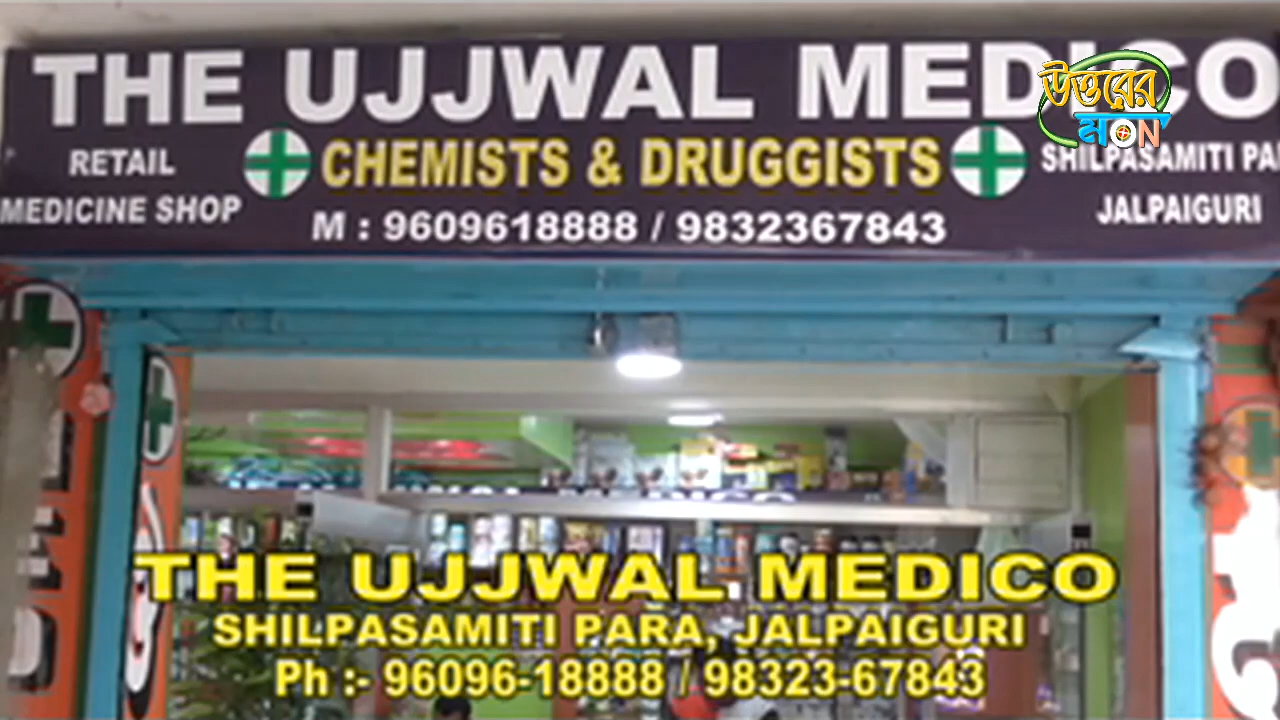 THE UJJWAL MEDICO
উত্তরের
মON
RETAIL
MEDICINE SHOP
CHEMISTS & DRUGGISTS
M : 9609618888 / 9832367843
SHILPASAMITI PA
JALPAIGURI
THE UJJWAL MEDICO
SHILPASAMITI PARA, JALPAIGURI
Ph :- 96096-18888 / 98323-67843